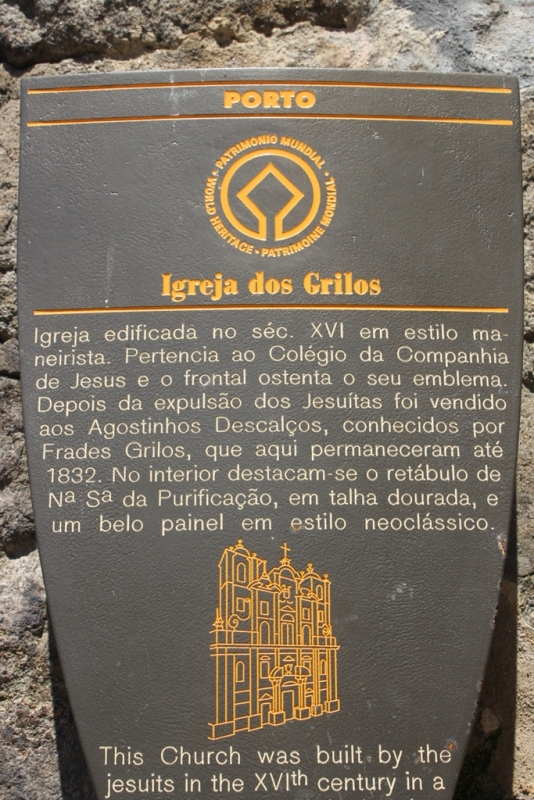 PORTO
PATRIMONIO MUNDIAL • WORLD HERITAGE • PATRIMOINE MONDIAL •
Igreja dos Grilos
Igreja edificada no séc. XVI em estilo ma-
neirista. Pertencia ao Colégio da Companhia
de Jesus e o frontal ostenta o seu emblema.
Depois da expulsão dos Jesuítas foi vendido
aos Agostinhos Descalços, conhecidos por
Frades Grilos, que aqui permaneceram até
1832. No interior destacam-se o retábulo de
Nª Sª da Purificação, em talha dourada, e
um belo painel em estilo neoclássico.
This Church was built by the
jesuits in the XVIth century in a